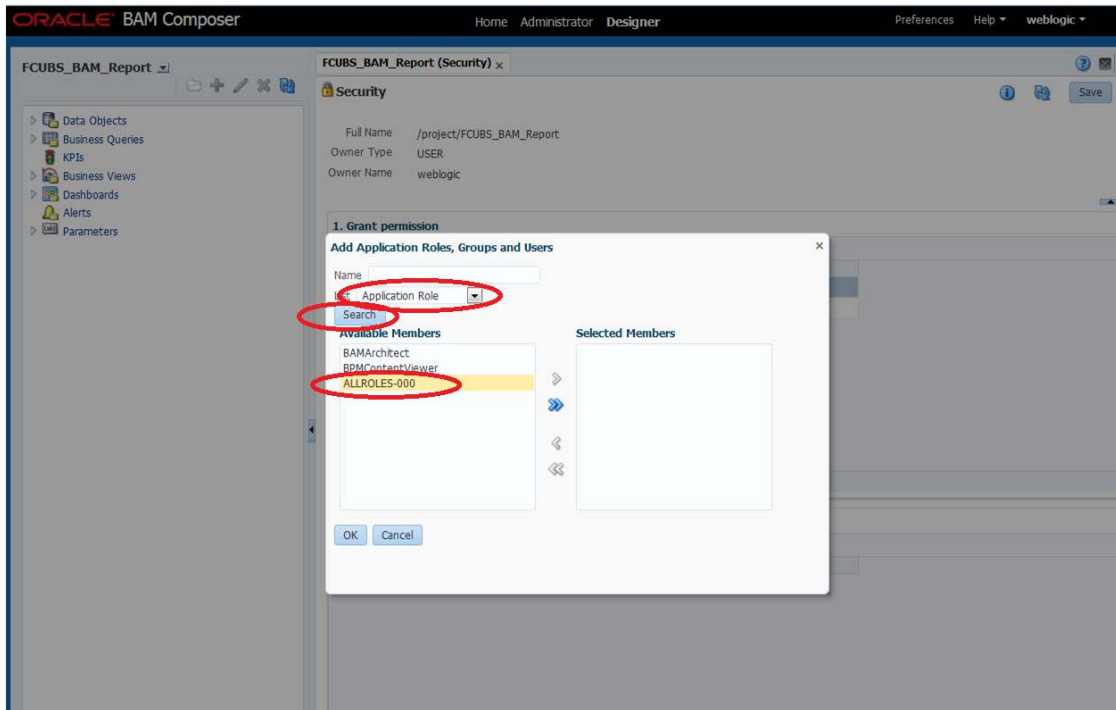 ORACLE BAM Composer
Home Administrator Designer
Preferences Help weblogic
FCUBS_BAM_Report
Data Objects
Business Queries
KPIs
Business Views
Dashboards
Alerts
Parameters
FCUBS_BAM_Report (Security) x
Security
Save
Full Name /project/FCUBS_BAM_Report
Owner Type USER
Owner Name weblogic
1. Grant permission
Add Application Roles, Groups and Users
Name
List Application Role
Search
Available Members Selected Members
BAMArchitect
BPMContentViewer
ALLROLES-000
OK Cancel